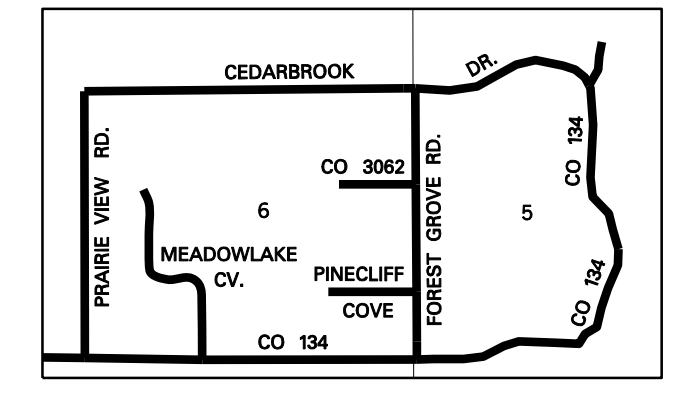 CEDARBROOK DR.
PRAIRIE VIEW RD.
CO 3062
FOREST GROVE RD.
CO 134
6
5
MEADOWLAKE
CV.
PINECLIFF
COVE
CO 134
CO 134